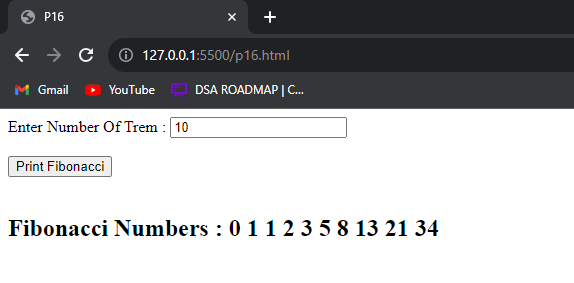 P16
127.0.0.1:5500/p16.html
Gmail YouTube DSA ROADMAP | C...
Enter Number Of Trem : 10
Print Fibonacci
Fibonacci Numbers : 0 1 1 2 3 5 8 13 21 34